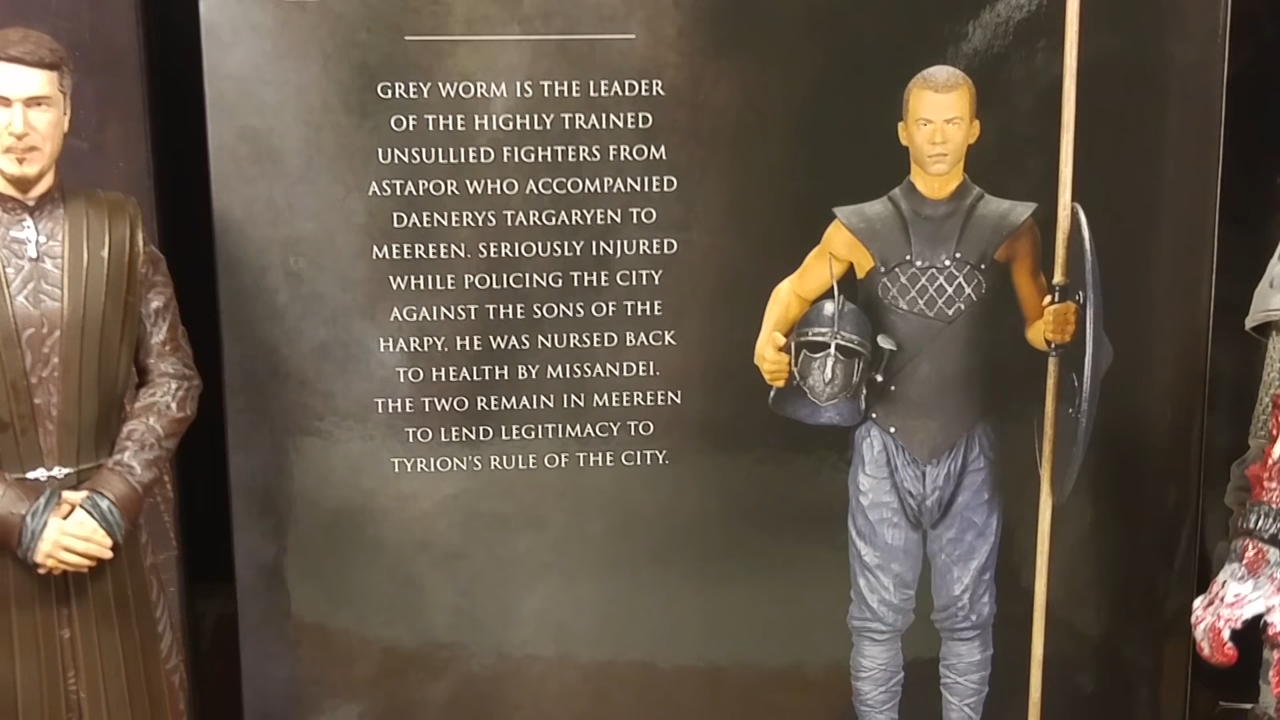 GREY WORM IS THE LEADER
OF THE HIGHLY TRAINED
UNSULLIED FIGHTERS FROM
ASTAPOR WHO ACCOMPANIED
DAENERYS TARGARYEN TO
MEEREEN. SERIOUSLY INJURED
WHILE POLICING THE CITY
AGAINST THE SONS OF THE
HARPY, HE WAS NURSED BACK
TO HEALTH BY MISSANDEI.
THE TWO REMAIN IN MEEREEN
TO LEND LEGITIMACY TO
TYRION'S RULE OF THE CITY.